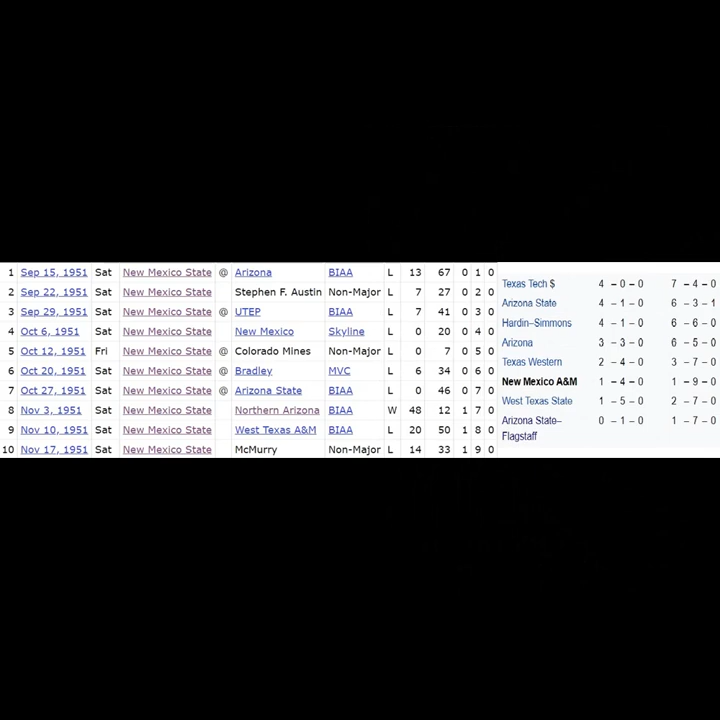 1 Sep 15, 1951 Sat New Mexico State @ Arizona BIAA L 13 67 0 1 0
2 Sep 22, 1951 Sat New Mexico State Stephen F. Austin Non-Major L 7 27 0 2 0
3 Sep 29, 1951 Sat New Mexico State @ UTEP BIAA L 7 41 0 3 0
4 Oct 6, 1951 Sat New Mexico State New Mexico Skyline L 0 20 0 4 0
5 Oct 12, 1951 Fri New Mexico State @ Colorado Mines Non-Major L 0 7 0 5 0
6 Oct 20, 1951 Sat New Mexico State @ Bradley MVC L 6 34 0 6 0
7 Oct 27, 1951 Sat New Mexico State @ Arizona State BIAA L 0 46 0 7 0
8 Nov 3, 1951 Sat New Mexico State Northern Arizona BIAA W 48 12 1 7 0
9 Nov 10, 1951 Sat New Mexico State West Texas A&M BIAA L 20 50 1 8 0
10 Nov 17, 1951 Sat New Mexico State McMurry Non-Major L 14 33 1 9 0
Texas Tech $ 4 – 0 – 0 7 – 4 – 0
Arizona State 4 – 1 – 0 6 – 3 – 1
Hardin–Simmons 4 – 1 – 0 6 – 6 – 0
Arizona 3 – 3 – 0 6 – 5 – 0
Texas Western 2 – 4 – 0 3 – 7 – 0
New Mexico A&M 1 – 4 – 0 1 – 9 – 0
West Texas State 1 – 5 – 0 2 – 7 – 0
Arizona State– 0 – 1 – 0 1 – 7 – 0
Flagstaff